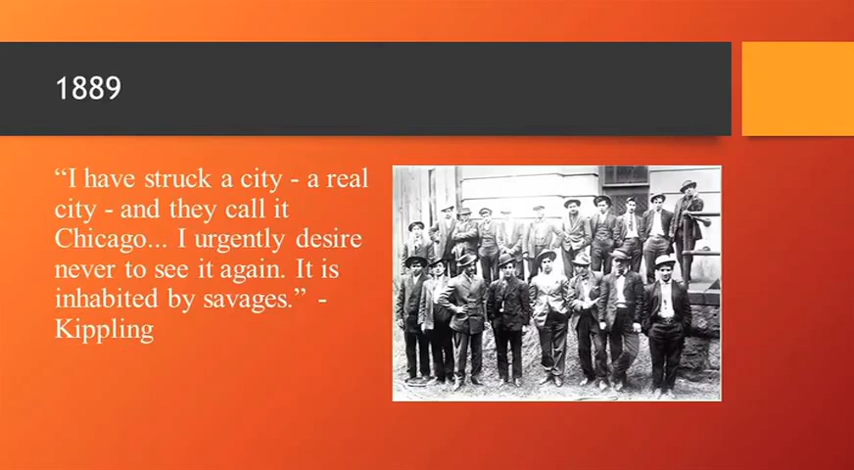 1889
“I have struck a city - a real
city - and they call it
Chicago... I urgently desire
never to see it again. It is
inhabited by savages.” -
Kippling